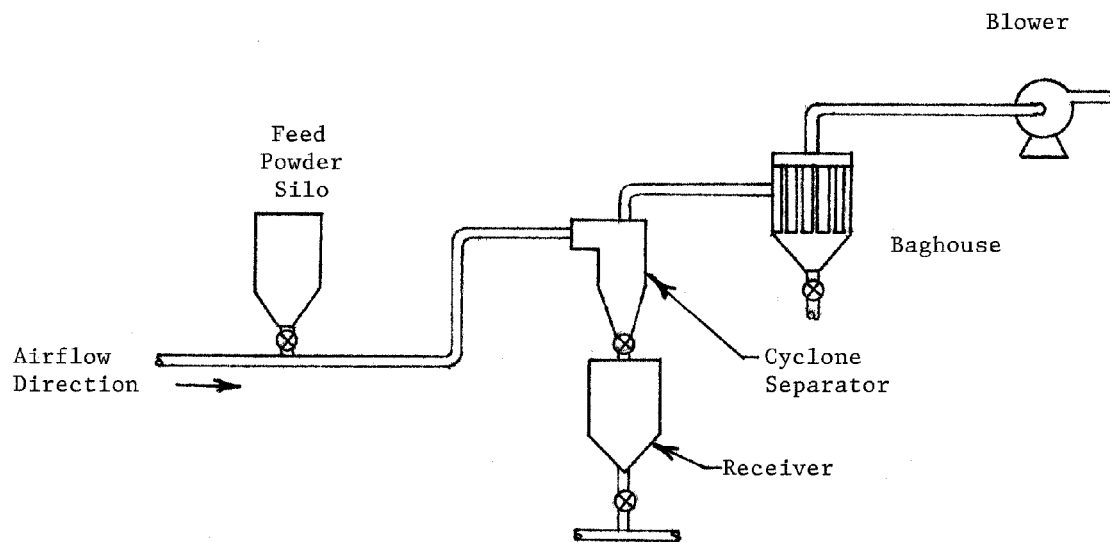 Blower
Feed
Powder
Silo
Baghouse
Airflow
Direction
Cyclone
Separator
Receiver